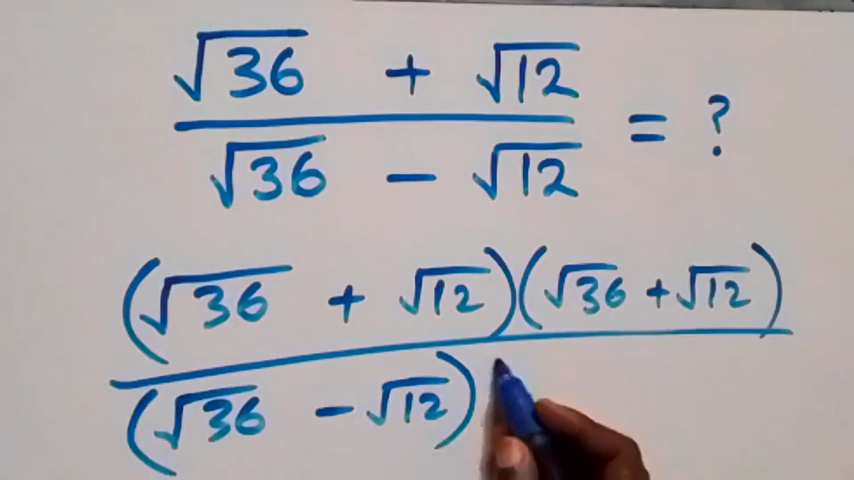 √36 + √12
√36 − √12 = ?
(√36 + √12)(√36 + √12)
(√36 − √12)